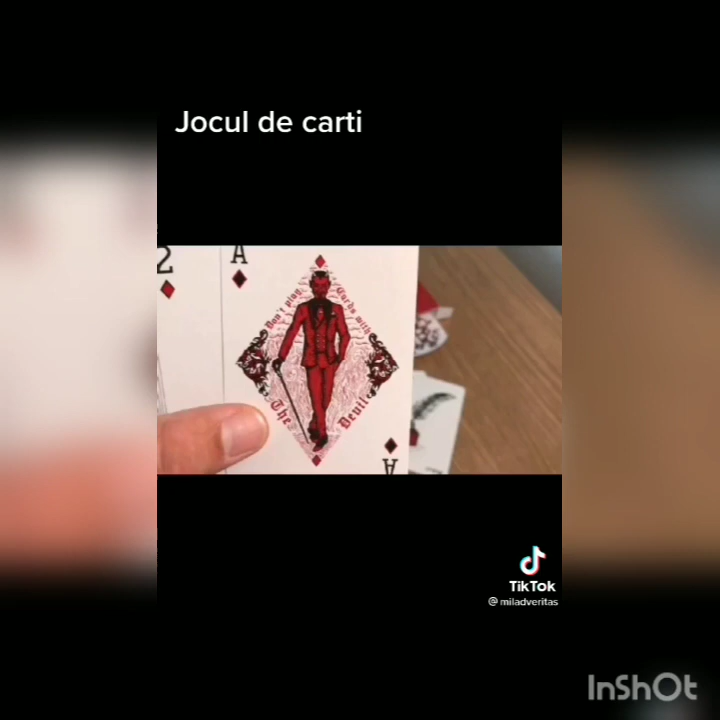 Jocul de carti
2
A
Don't play
Cards with
The
Devil
A
TikTok
@miladveritas
InShOt